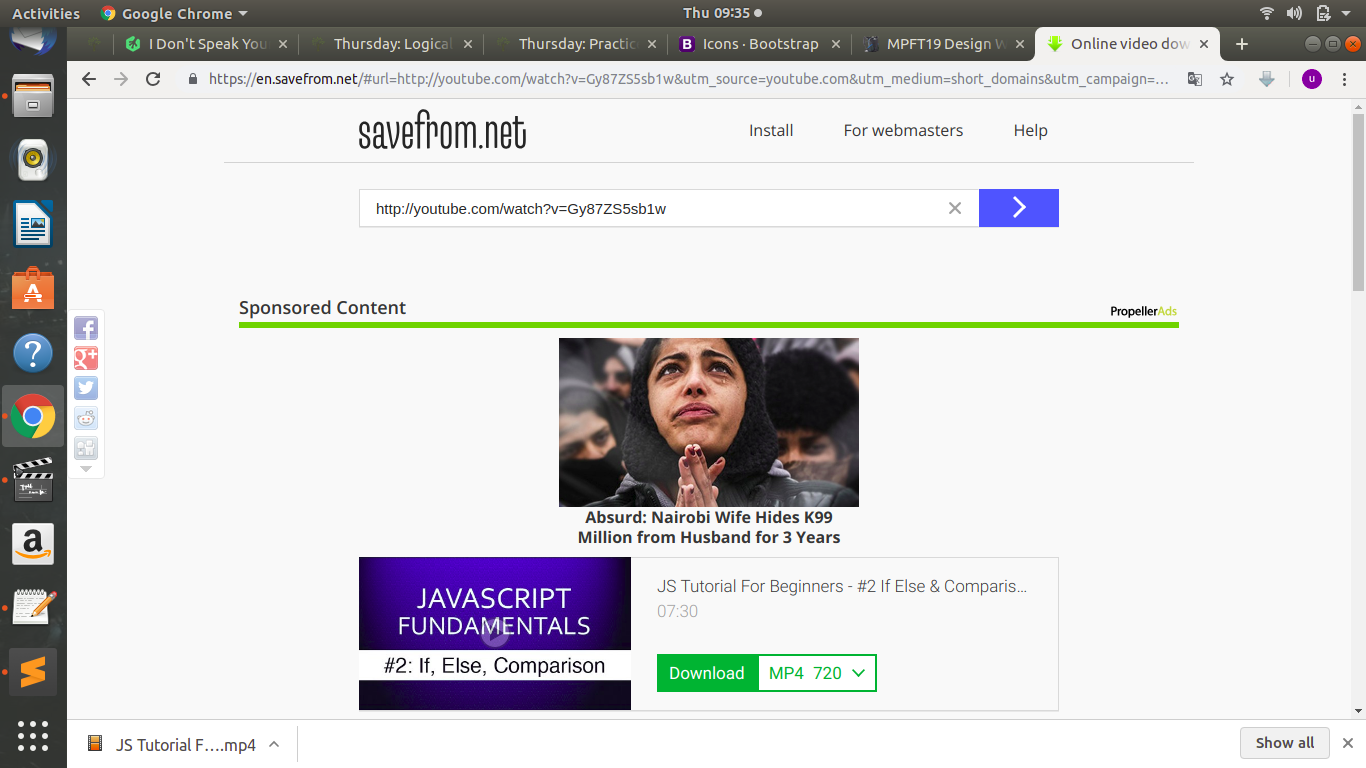 Activities
Google Chrome
Thu 09:35
I Don't Speak You
Thursday: Logical
Thursday: Practic
Icons · Bootstrap
MPFT19 Design W
Online video dow
https://en.savefrom.net/#url=http://youtube.com/watch?v=Gy87ZS5sb1w&utm_source=youtube.com&utm_medium=short_domains&utm_campaign=...
u
savefrom.net
Install
For webmasters
Help
http://youtube.com/watch?v=Gy87ZS5sb1w
Sponsored Content
PropellerAds
Absurd: Nairobi Wife Hides K99
Million from Husband for 3 Years
JAVASCRIPT
FUNDAMENTALS
#2: If, Else, Comparison
JS Tutorial For Beginners - #2 If Else & Comparis...
07:30
Download
MP4 720
JS Tutorial F....mp4
Show all